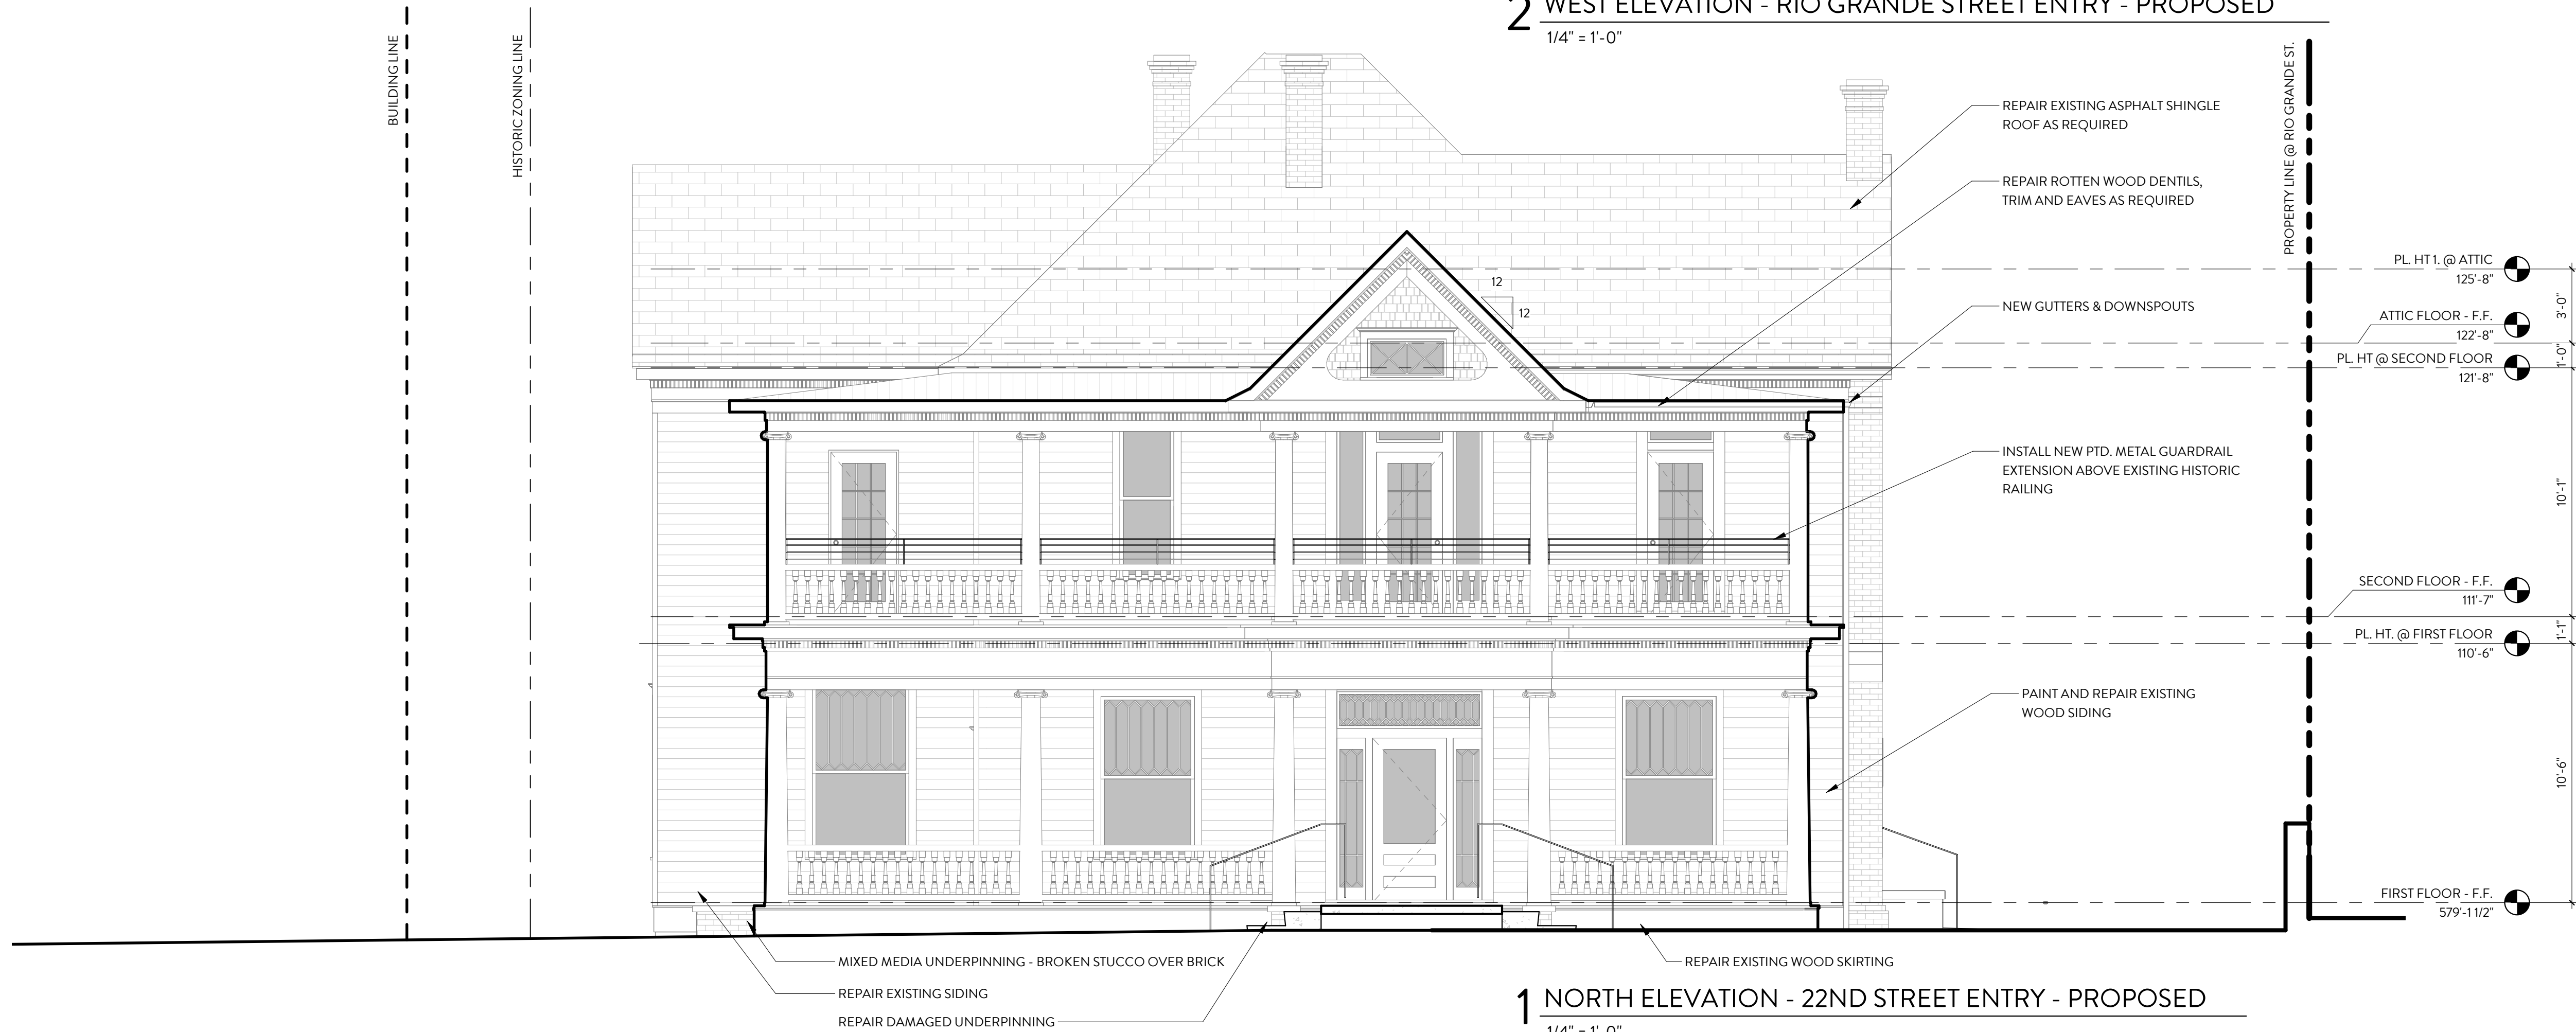 2 WEST ELEVATION - RIO GRANDE STREET ENTRY - PROPOSED
1/4" = 1'-0"
BUILDING LINE
HISTORIC ZONING LINE
PROPERTY LINE @ RIO GRANDE ST.
REPAIR EXISTING ASPHALT SHINGLE
ROOF AS REQUIRED
REPAIR ROTTEN WOOD DENTILS,
TRIM AND EAVES AS REQUIRED
12
12
NEW GUTTERS & DOWNSPOUTS
INSTALL NEW PTD. METAL GUARDRAIL
EXTENSION ABOVE EXISTING HISTORIC
RAILING
PAINT AND REPAIR EXISTING
WOOD SIDING
PL. HT 1. @ ATTIC
125'-8"
3'-0"
ATTIC FLOOR - F.F.
122'-8"
1'-0"
PL. HT @ SECOND FLOOR
121'-8"
10'-1"
SECOND FLOOR - F.F.
111'-7"
1'-1"
PL. HT. @ FIRST FLOOR
110'-6"
10'-6"
FIRST FLOOR - F.F.
579'-1 1/2"
MIXED MEDIA UNDERPINNING - BROKEN STUCCO OVER BRICK
REPAIR EXISTING SIDING
REPAIR DAMAGED UNDERPINNING
REPAIR EXISTING WOOD SKIRTING
1 NORTH ELEVATION - 22ND STREET ENTRY - PROPOSED
1/4" = 1'-0"